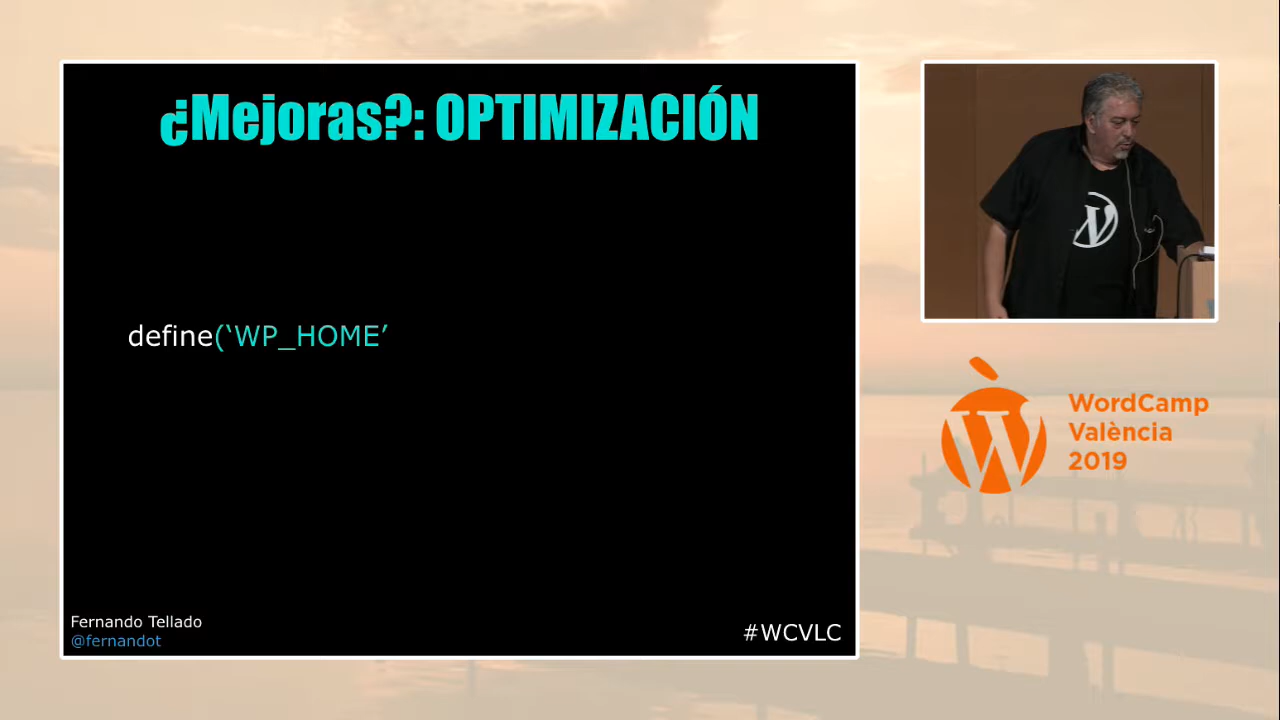 ¿Mejoras?: OPTIMIZACIÓN
define(‘WP_HOME’
Fernando Tellado
@fernandot
#WCVLC
WordCamp
València
2019